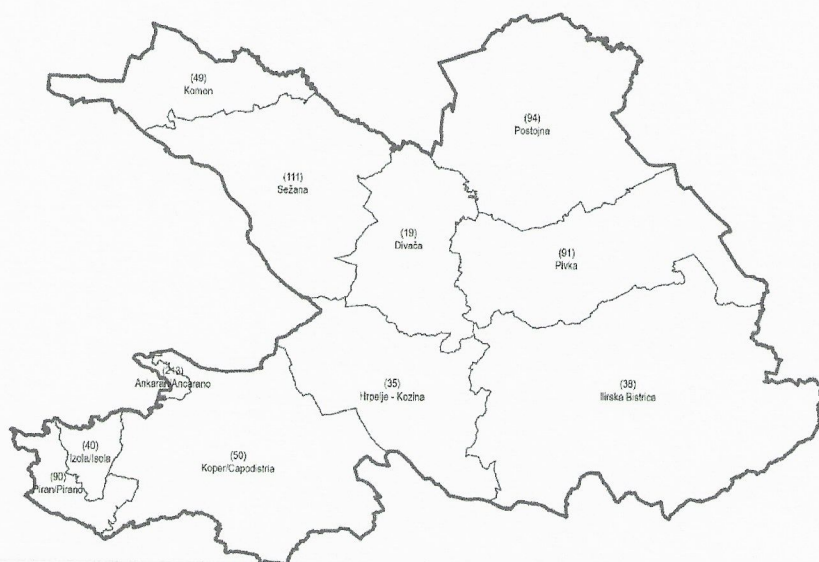 (49)
Komen
(94)
Postojna
(111)
Sežana
(19)
Divača
(91)
Pivka
(213)
Ankaran/Ancarano
(35)
Hrpelje - Kozina
(38)
Ilirska Bistrica
(40)
Izola/Isola
(50)
Koper/Capodistria
(90)
Piran/Pirano